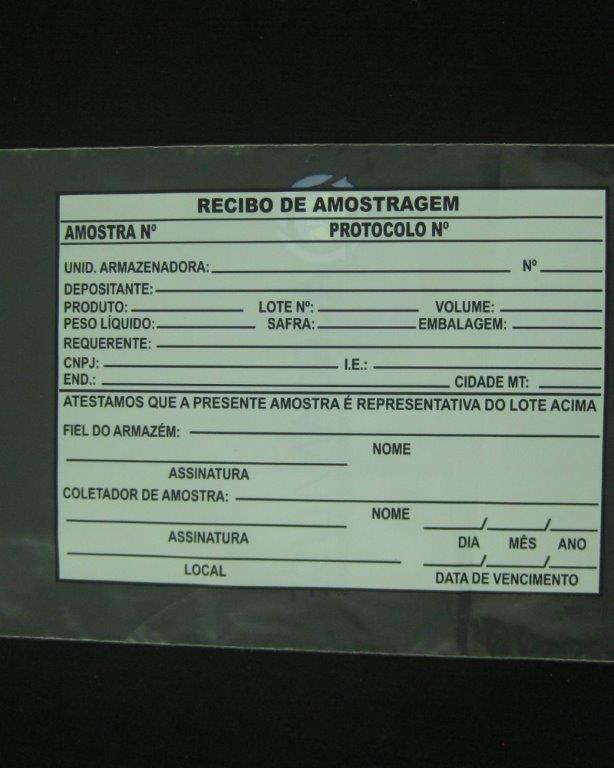 RECIBO DE AMOSTRAGEM
AMOSTRA Nº PROTOCOLO Nº
UNID. ARMAZENADORA: Nº
DEPOSITANTE:
PRODUTO: LOTE Nº: VOLUME:
PESO LÍQUIDO: SAFRA: EMBALAGEM:
REQUERENTE:
CNPJ: I.E.:
END.: CIDADE MT:
ATESTAMOS QUE A PRESENTE AMOSTRA É REPRESENTATIVA DO LOTE ACIMA
FIEL DO ARMAZÉM:
NOME
ASSINATURA
COLETADOR DE AMOSTRA:
NOME / /
ASSINATURA DIA MÊS ANO
/ /
LOCAL DATA DE VENCIMENTO